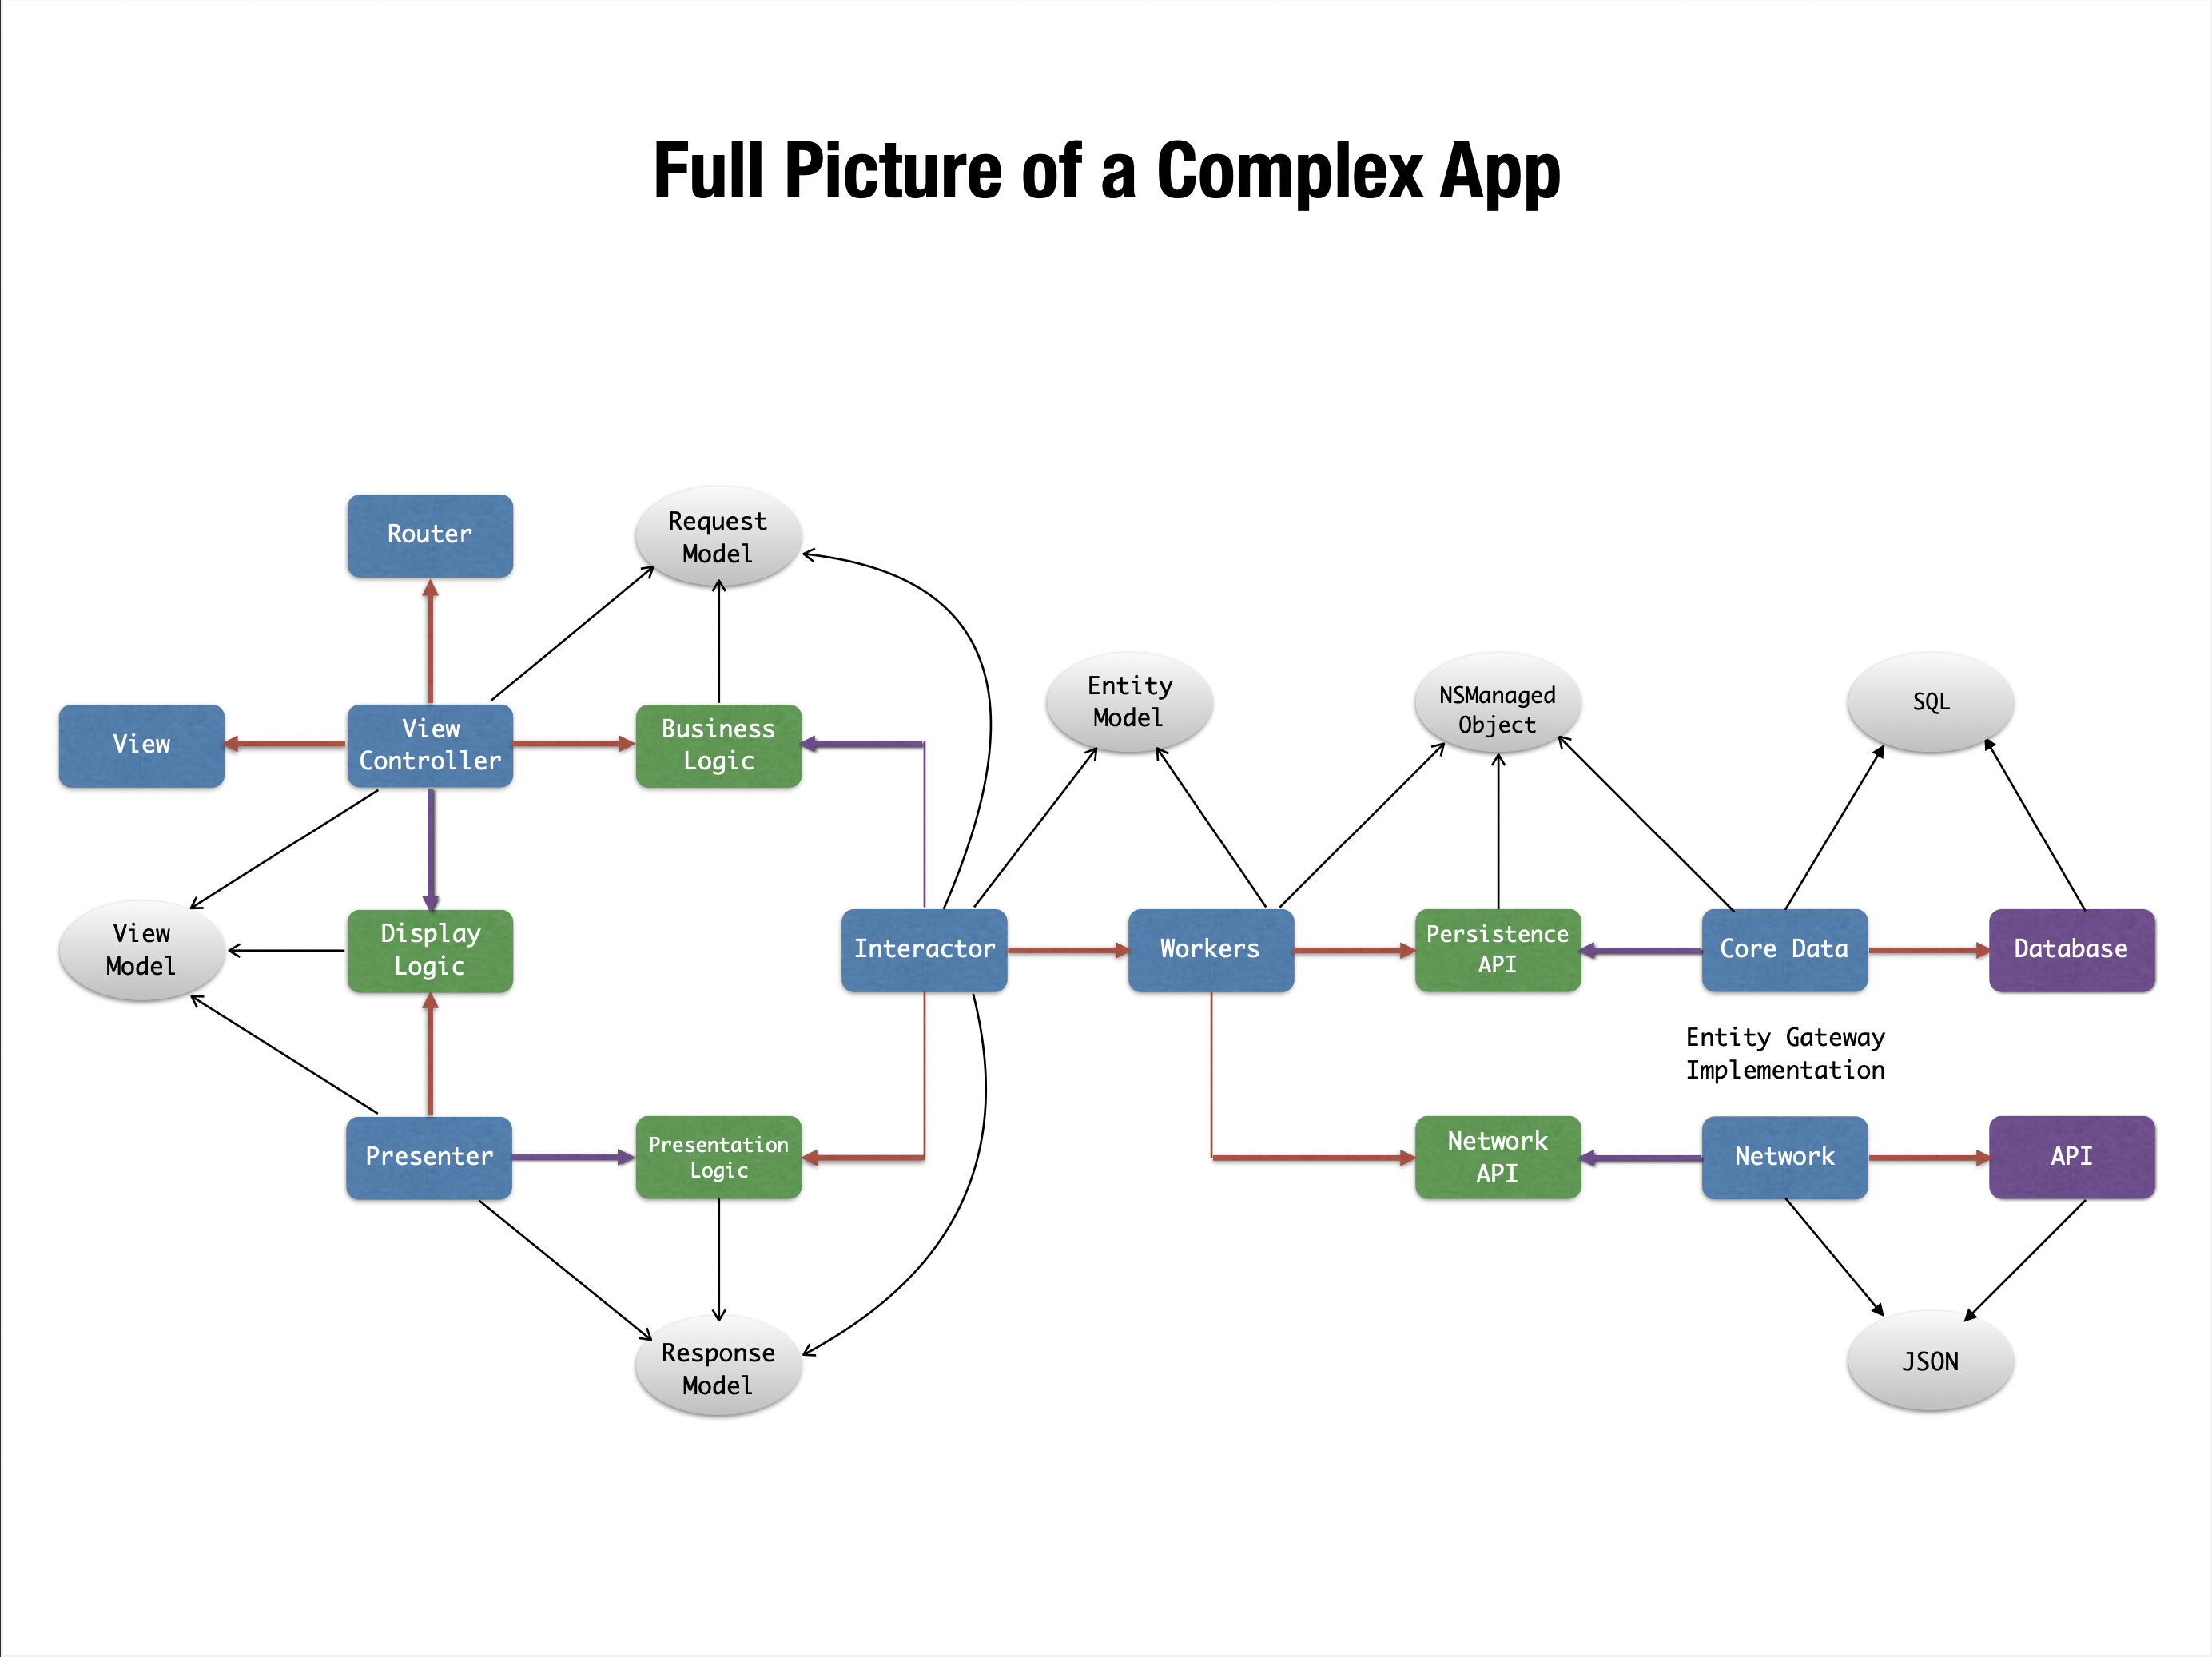 Full Picture of a Complex App
Router
Request
Model
View
View
Controller
Business
Logic
Entity
Model
NSManaged
Object
SQL
View
Model
Display
Logic
Interactor
Workers
Persistence
API
Core Data
Database
Entity Gateway
Implementation
Presenter
Presentation
Logic
Network
API
Network
API
Response
Model
JSON